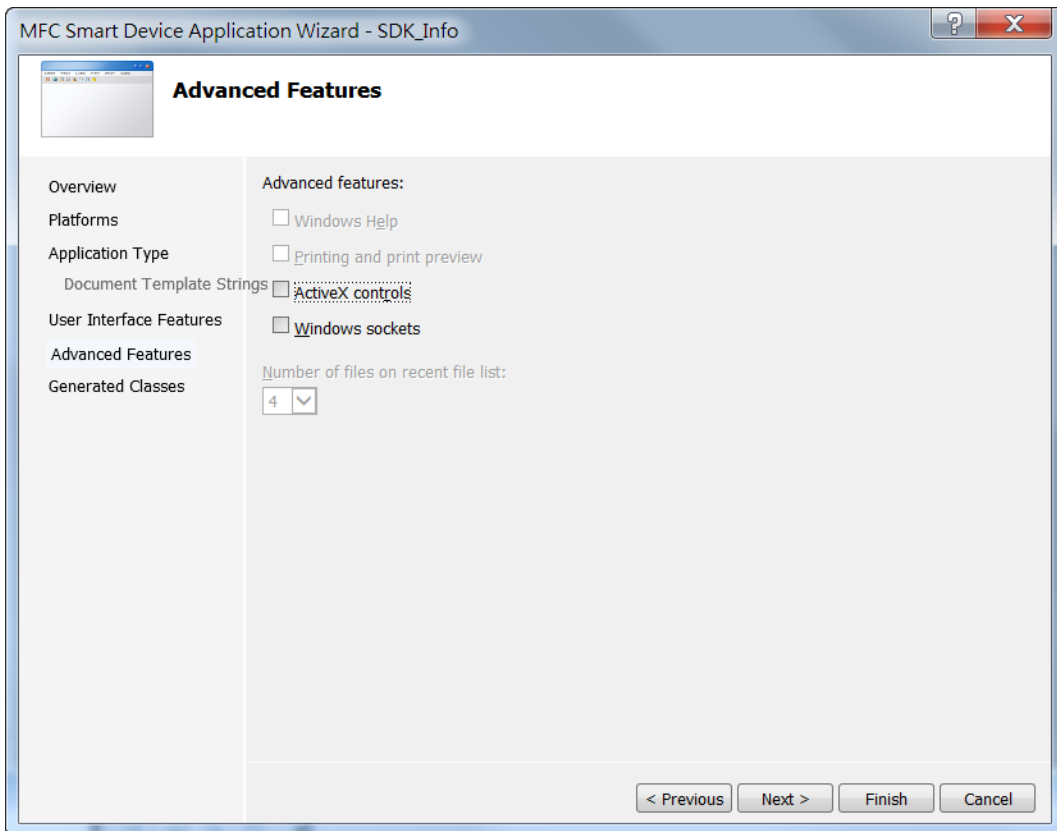 MFC Smart Device Application Wizard - SDK_Info
Advanced Features
Overview
Platforms
Application Type
Document Template Strings
User Interface Features
Advanced Features
Generated Classes
Advanced features:
Windows Help
Printing and print preview
ActiveX controls
Windows sockets
Number of files on recent file list:
4
< Previous
Next >
Finish
Cancel